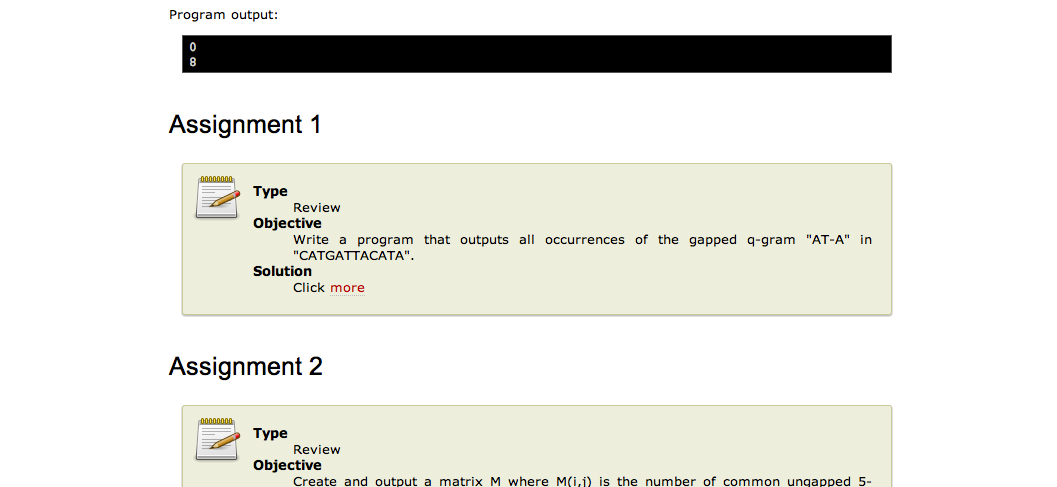 Program output:
0
8
Assignment 1
Type
Review
Objective
Write a program that outputs all occurrences of the gapped q-gram "AT-A" in
"CATGATTACATA".
Solution
Click more
Assignment 2
Type
Review
Objective
Create and output a matrix M where M(i,j) is the number of common ungapped 5-